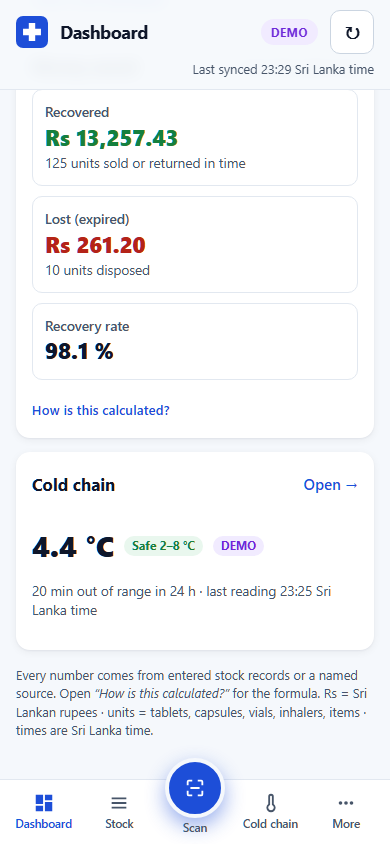 Dashboard
DEMO
↻
Last synced 23:29 Sri Lanka time
Recovered
Rs 13,257.43
125 units sold or returned in time
Lost (expired)
Rs 261.20
10 units disposed
Recovery rate
98.1 %
How is this calculated?
Cold chain
Open →
4.4 °C
Safe 2–8 °C
DEMO
20 min out of range in 24 h · last reading 23:25 Sri
Lanka time
Every number comes from entered stock records or a named
source. Open “How is this calculated?” for the formula. Rs = Sri
Lankan rupees · units = tablets, capsules, vials, inhalers, items ·
times are Sri Lanka time.
Dashboard
Stock
Scan
Cold chain
More